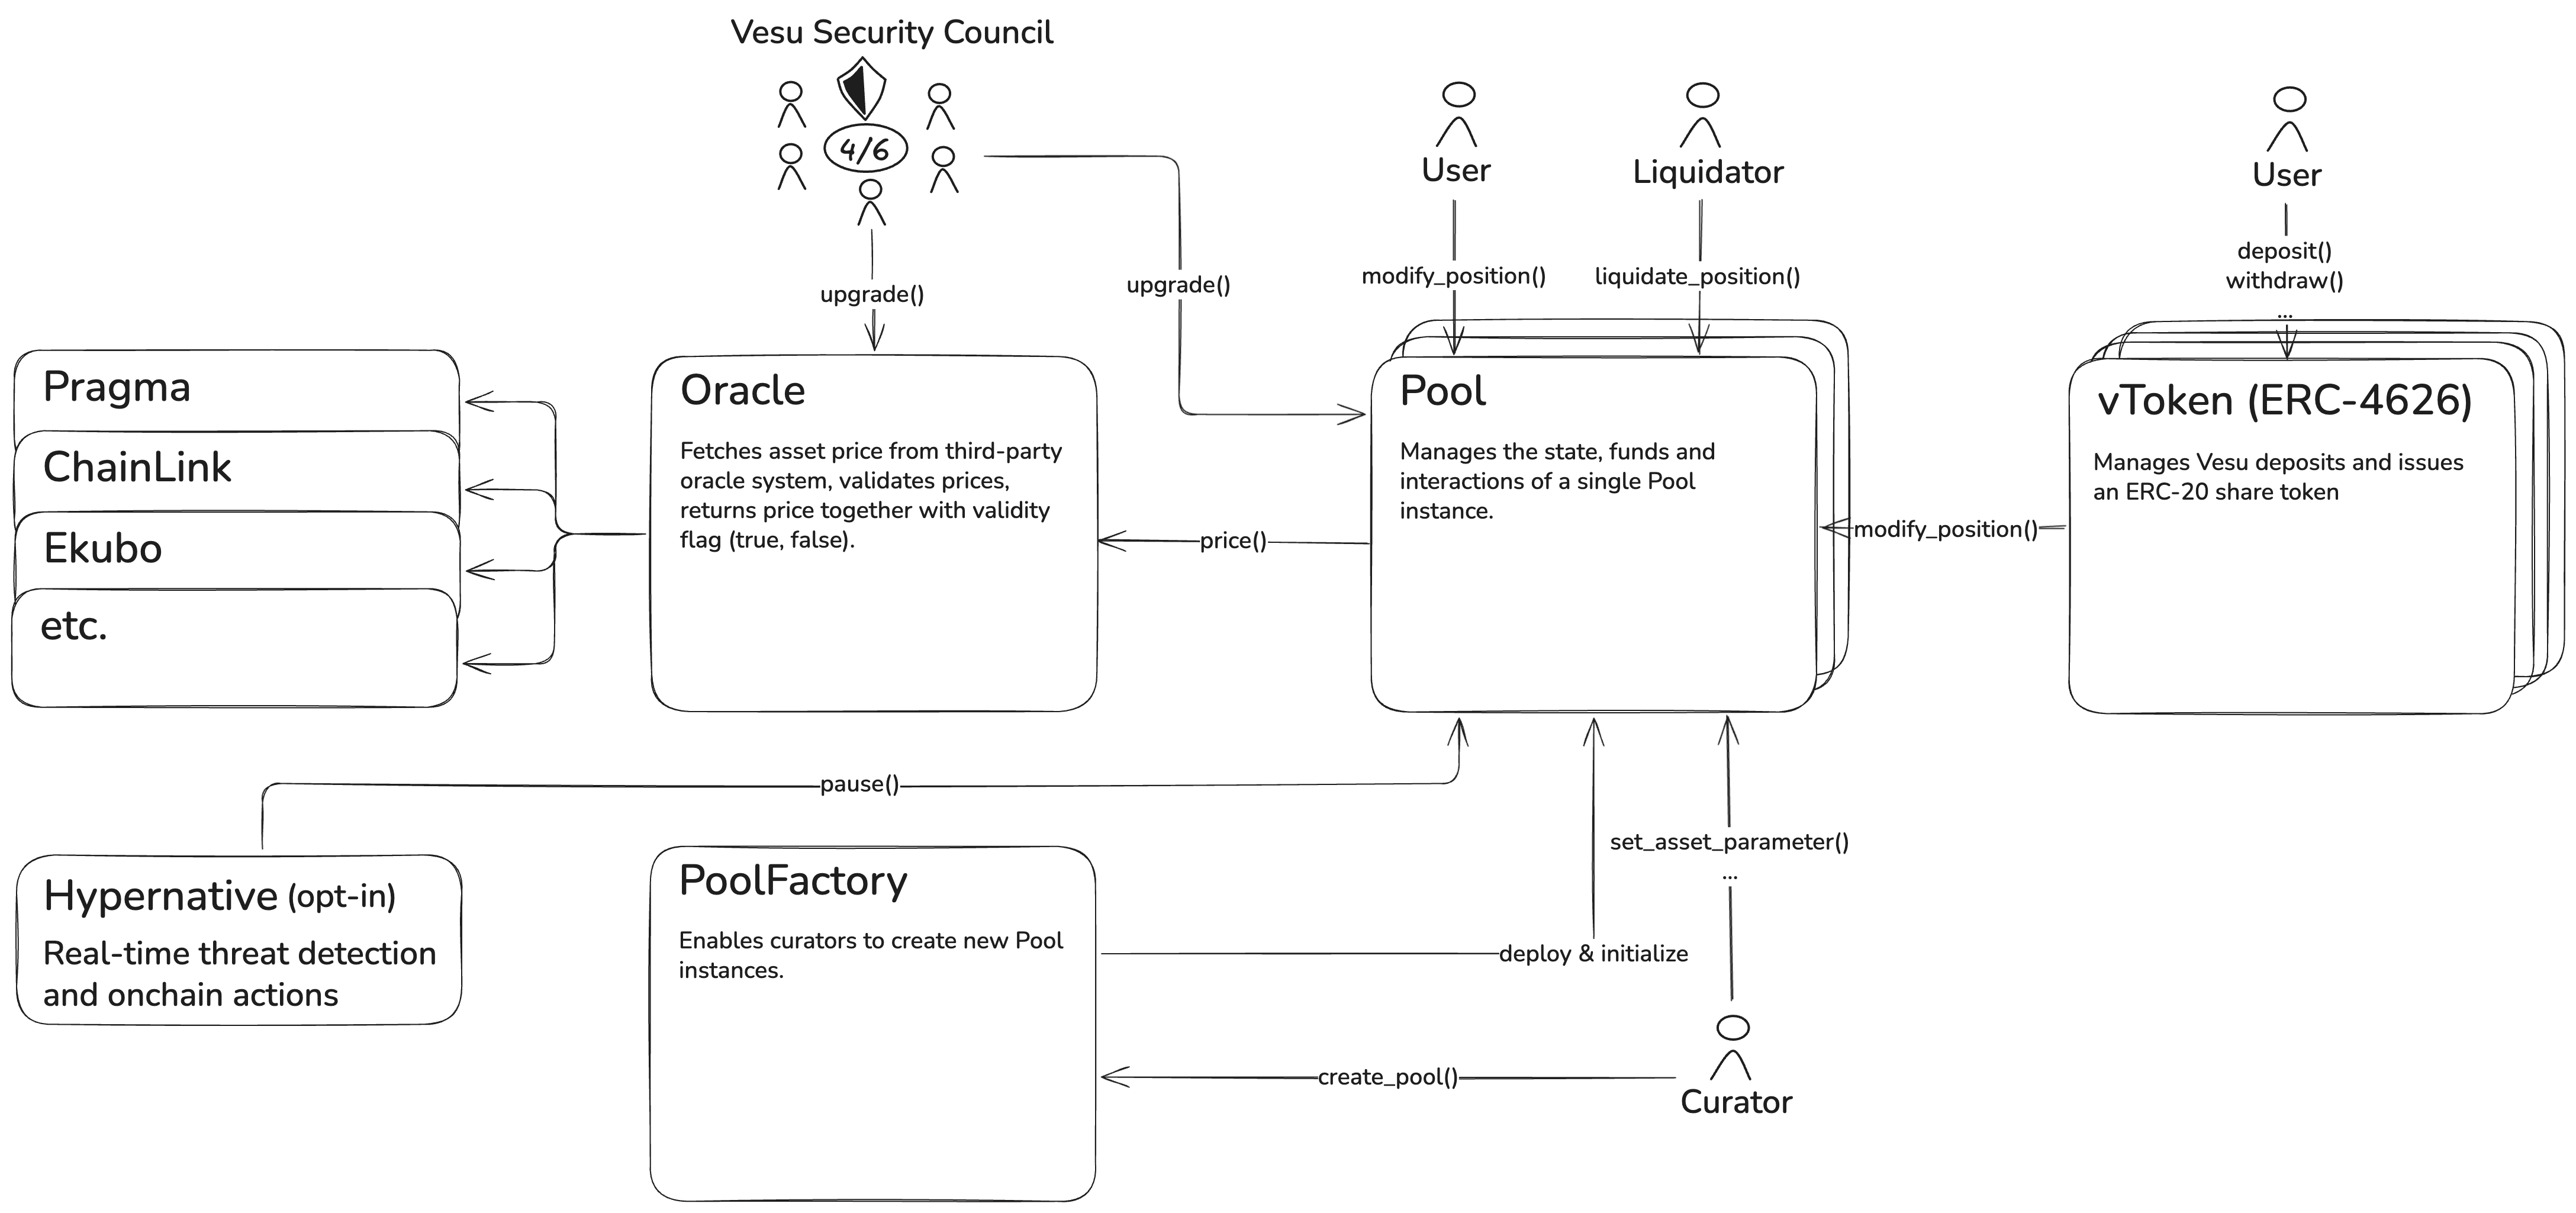 Vesu Security Council
4/6
User
Liquidator
User
upgrade()
upgrade()
modify_position()
liquidate_position()
deposit()
withdraw()
...
Pragma
ChainLink
Ekubo
etc.
Oracle
Fetches asset price from third-party
oracle system, validates prices,
returns price together with validity
flag (true, false).
price()
Pool
Manages the state, funds and
interactions of a single Pool
instance.
modify_position()
vToken (ERC-4626)
Manages Vesu deposits and issues
an ERC-20 share token
pause()
Hypernative (opt-in)
Real-time threat detection
and onchain actions
PoolFactory
Enables curators to create new Pool
instances.
deploy & initialize
set_asset_parameter()
...
create_pool()
Curator